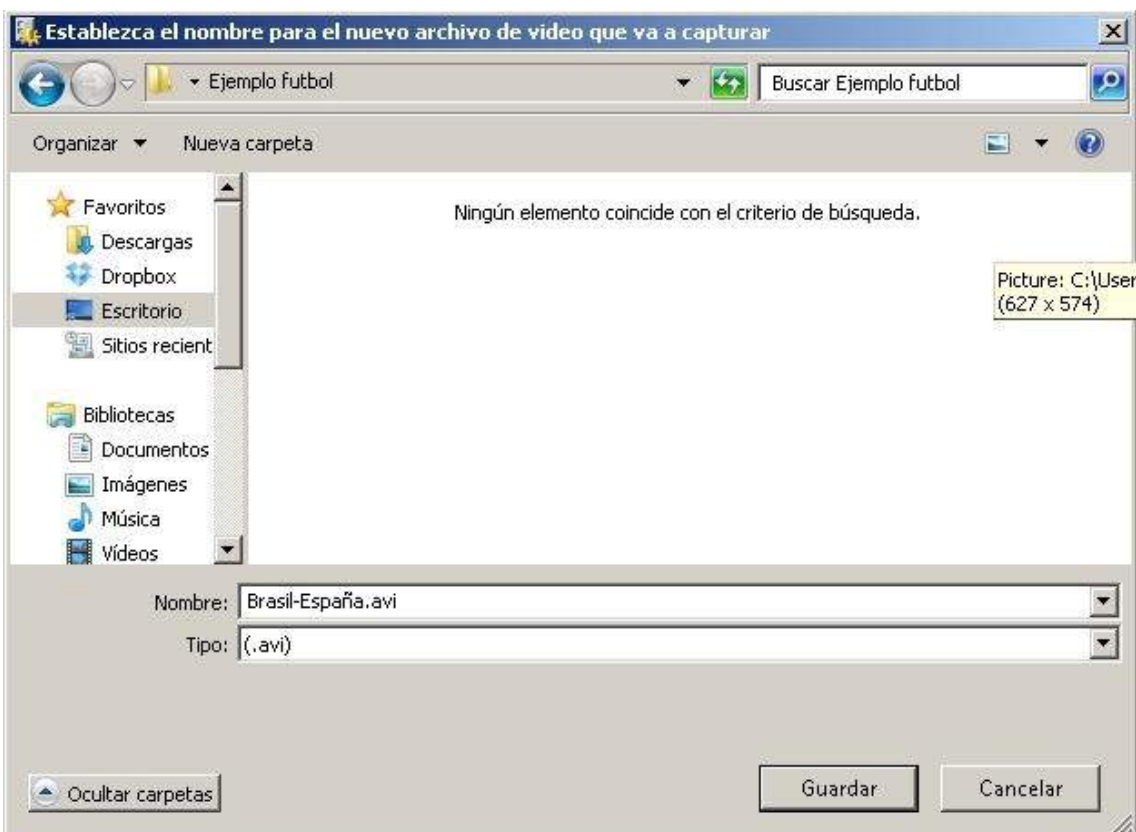 Establezca el nombre para el nuevo archivo de video que va a capturar
Ejemplo futbol
Buscar Ejemplo futbol
Organizar
Nueva carpeta
Favoritos
Descargas
Dropbox
Escritorio
Sitios recient
Bibliotecas
Documentos
Imágenes
Música
Vídeos
Ningún elemento coincide con el criterio de búsqueda.
Picture: C:\User
(627 x 574)
Nombre: Brasil-España.avi
Tipo: (.avi)
Ocultar carpetas
Guardar
Cancelar